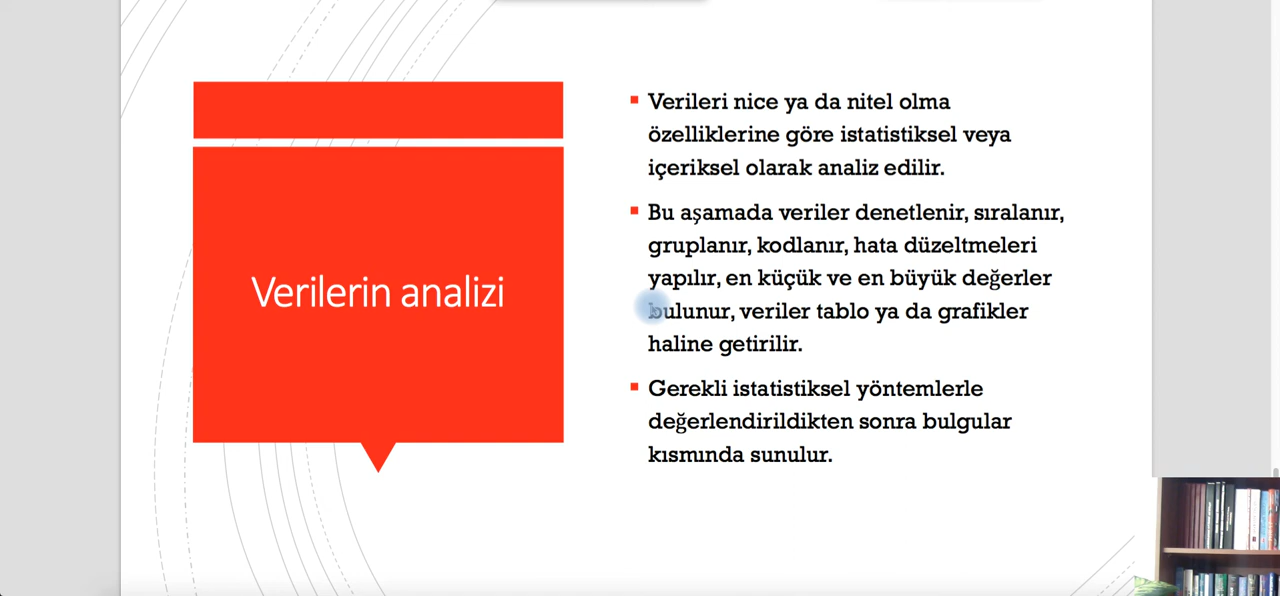 Verilerin analizi
Verileri nice ya da nitel olma
özelliklerine göre istatistiksel veya
içeriksel olarak analiz edilir.
Bu aşamada veriler denetlenir, sıralanır,
gruplanır, kodlanır, hata düzeltmeleri
yapılır, en küçük ve en büyük değerler
bulunur, veriler tablo ya da grafikler
haline getirilir.
Gerekli istatistiksel yöntemlerle
değerlendirildikten sonra bulgular
kısmında sunulur.